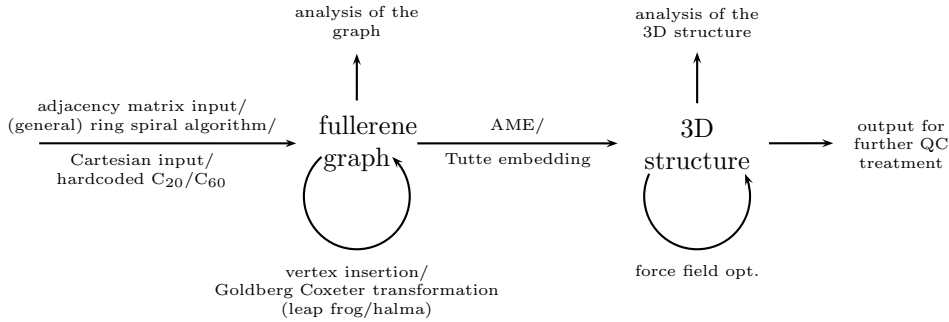 analysis of the
graph
analysis of the
3D structure
adjacency matrix input/
(general) ring spiral algorithm/
Cartesian input/
hardcoded C20/C60
fullerene
graph
AME/
Tutte embedding
3D
structure
output for
further QC
treatment
vertex insertion/
Goldberg Coxeter transformation
(leap frog/halma)
force field opt.